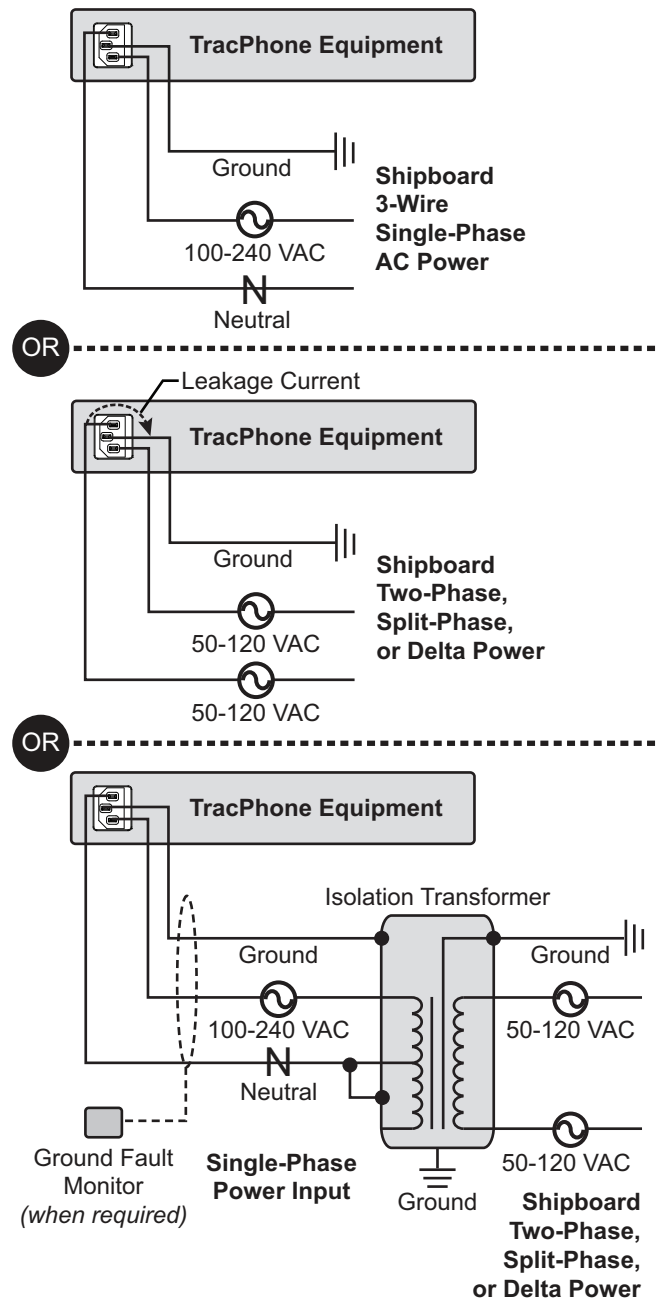 TracPhone Equipment
Ground
Shipboard
3-Wire
Single-Phase
AC Power
100-240 VAC
N
Neutral
OR
Leakage Current
TracPhone Equipment
Ground
Shipboard
Two-Phase,
Split-Phase,
or Delta Power
50-120 VAC
50-120 VAC
OR
TracPhone Equipment
Isolation Transformer
Ground
Ground
100-240 VAC
50-120 VAC
N
Neutral
Ground Fault
Monitor
(when required)
Single-Phase
Power Input
Ground
50-120 VAC
Shipboard
Two-Phase,
Split-Phase,
or Delta Power